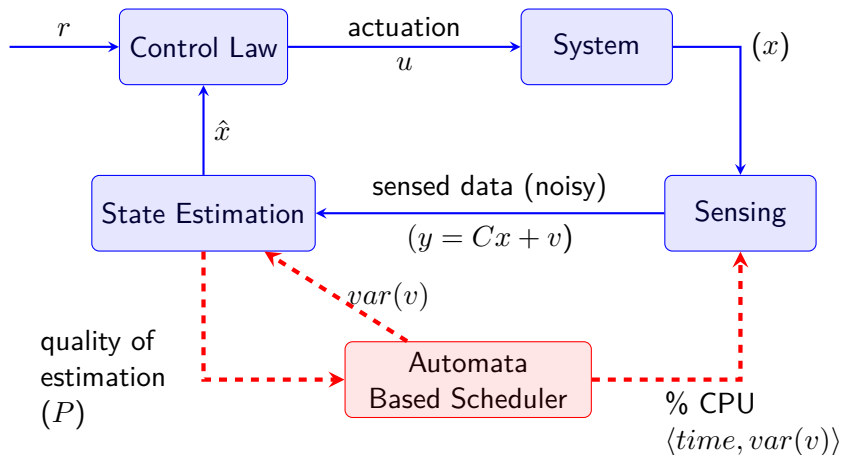 r
Control Law
actuation
u
System
(x)
x̂
State Estimation
sensed data (noisy)
(y = Cx + v)
Sensing
var(v)
quality of
estimation
(P)
Automata
Based Scheduler
% CPU
⟨time, var(v)⟩